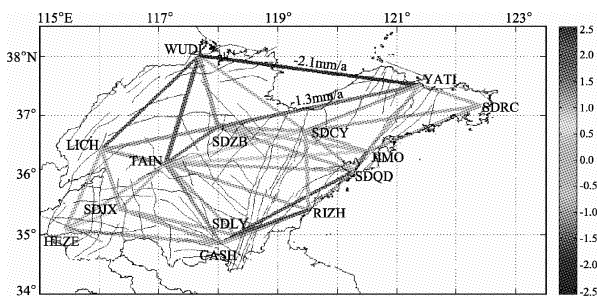 115°E 117° 119° 121° 123°
2.5
WUDI
38°N
-2.1mm/a
2.0
YATI
1.5
-1.3mm/a
37°
SDRC
1.0
SDCY
SDZB
0.5
LICH
JIMO
TAIN
0.0
36°
SDQD
-0.5
SDJX
RIZH
-1.0
SDLY
35°
HEZE
-1.5
CASH
-2.0
34°
-2.5